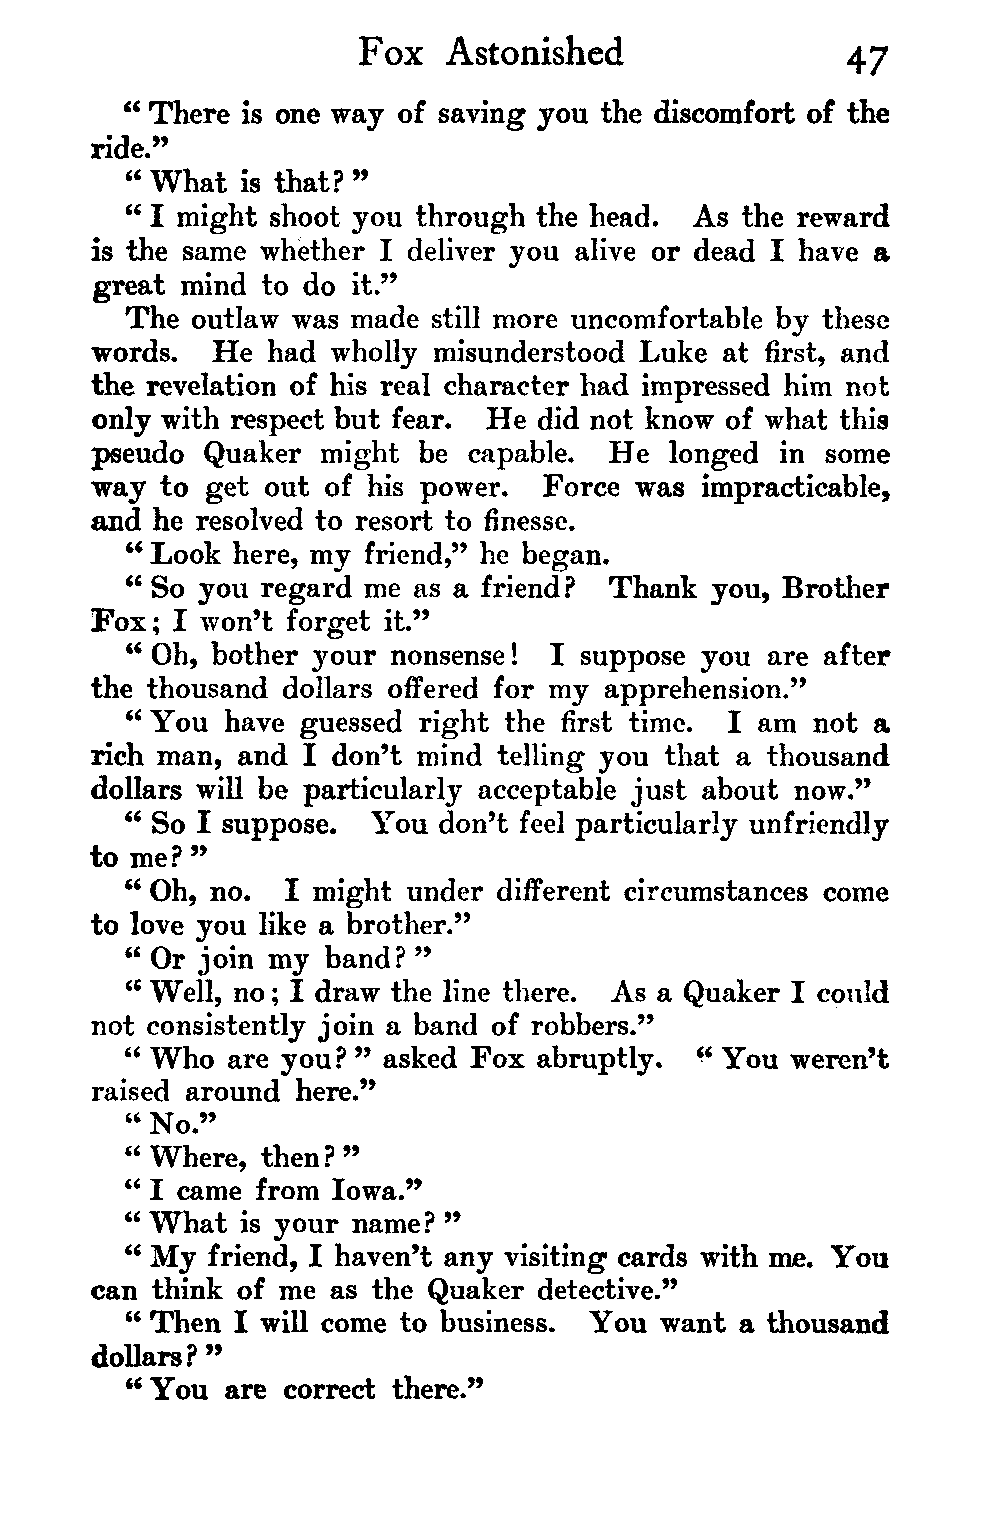 Fox Astonished 47
“ There is one way of saving you the discomfort of the
ride.”
“ What is that? ”
“ I might shoot you through the head. As the reward
is the same whether I deliver you alive or dead I have a
great mind to do it.”
The outlaw was made still more uncomfortable by these
words. He had wholly misunderstood Luke at first, and
the revelation of his real character had impressed him not
only with respect but fear. He did not know of what this
pseudo Quaker might be capable. He longed in some
way to get out of his power. Force was impracticable,
and he resolved to resort to finesse.
“ Look here, my friend,” he began.
“ So you regard me as a friend? Thank you, Brother
Fox; I won’t forget it.”
“ Oh, bother your nonsense! I suppose you are after
the thousand dollars offered for my apprehension.”
“ You have guessed right the first time. I am not a
rich man, and I don’t mind telling you that a thousand
dollars will be particularly acceptable just about now.”
“ So I suppose. You don’t feel particularly unfriendly
to me? ”
“ Oh, no. I might under different circumstances come
to love you like a brother.”
“ Or join my band? ”
“ Well, no; I draw the line there. As a Quaker I could
not consistently join a band of robbers.”
“ Who are you? ” asked Fox abruptly. “ You weren’t
raised around here.”
“ No.”
“ Where, then? ”
“ I came from Iowa.”
“ What is your name? ”
“ My friend, I haven’t any visiting cards with me. You
can think of me as the Quaker detective.”
“ Then I will come to business. You want a thousand
dollars? ”
“ You are correct there.”